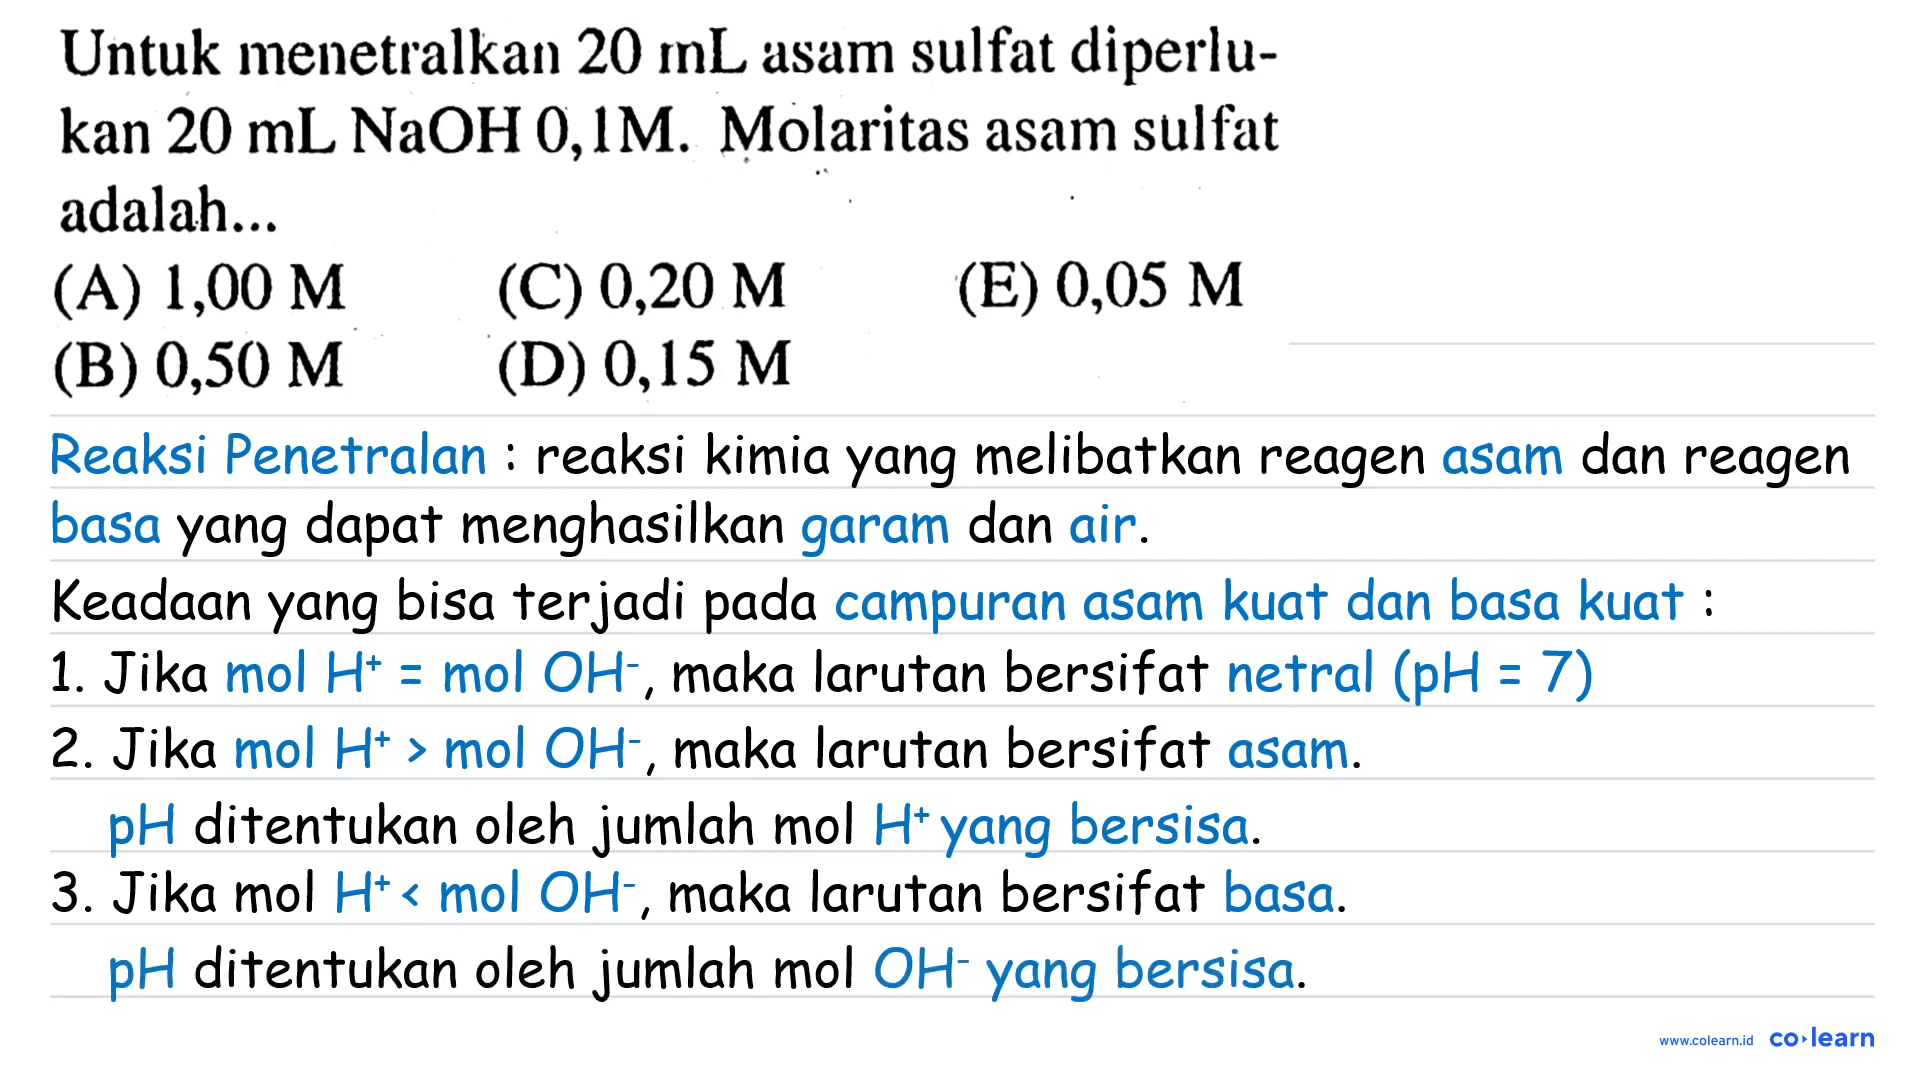 Untuk menetralkan 20 mL asam sulfat diperlu-
kan 20 mL NaOH 0,1M. Molaritas asam sulfat
adalah...
(A) 1,00 M (C) 0,20 M (E) 0,05 M
(B) 0,50 M (D) 0,15 M
Reaksi Penetralan : reaksi kimia yang melibatkan reagen asam dan reagen
basa yang dapat menghasilkan garam dan air.
Keadaan yang bisa terjadi pada campuran asam kuat dan basa kuat :
1. Jika mol H⁺ = mol OH⁻, maka larutan bersifat netral (pH = 7)
2. Jika mol H⁺ > mol OH⁻, maka larutan bersifat asam.
pH ditentukan oleh jumlah mol H⁺ yang bersisa.
3. Jika mol H⁺ < mol OH⁻, maka larutan bersifat basa.
pH ditentukan oleh jumlah mol OH⁻ yang bersisa.
www.colearn.id co learn